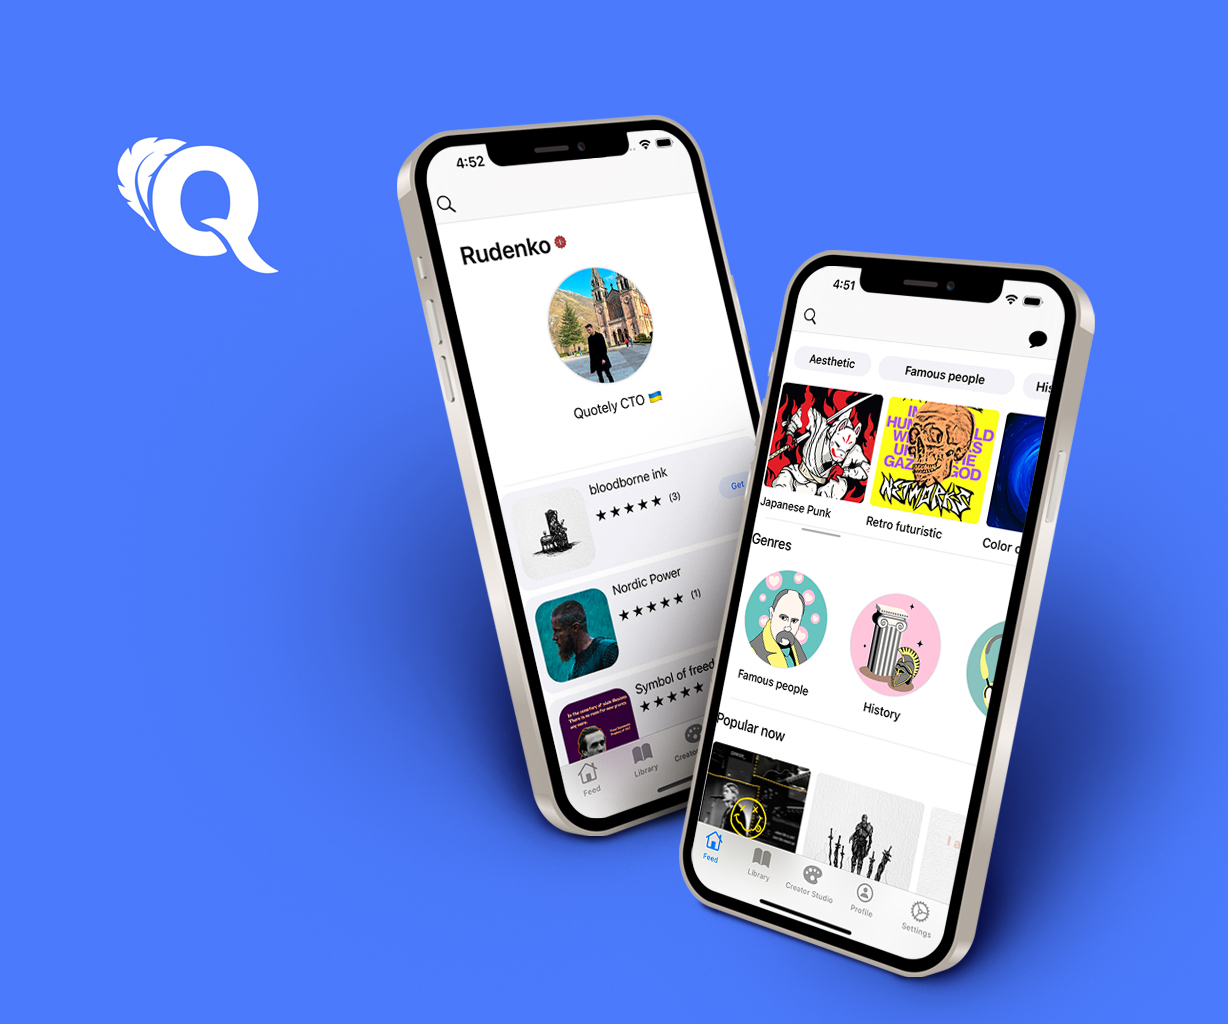 Q
4:52
Rudenko
Quotely CTO 🇺🇦
bloodborne ink
★★★★★ (3)
Get
Nordic Power
★★★★★ (1)
Symbol of freed
★★★★★
Feed
Library
Creato
4:51
Aesthetic
Famous people
His
Japanese Punk
Retro futuristic
Color
Genres
Famous people
History
Popular now
I a
Feed
Library
Creator Studio
Profile
Settings